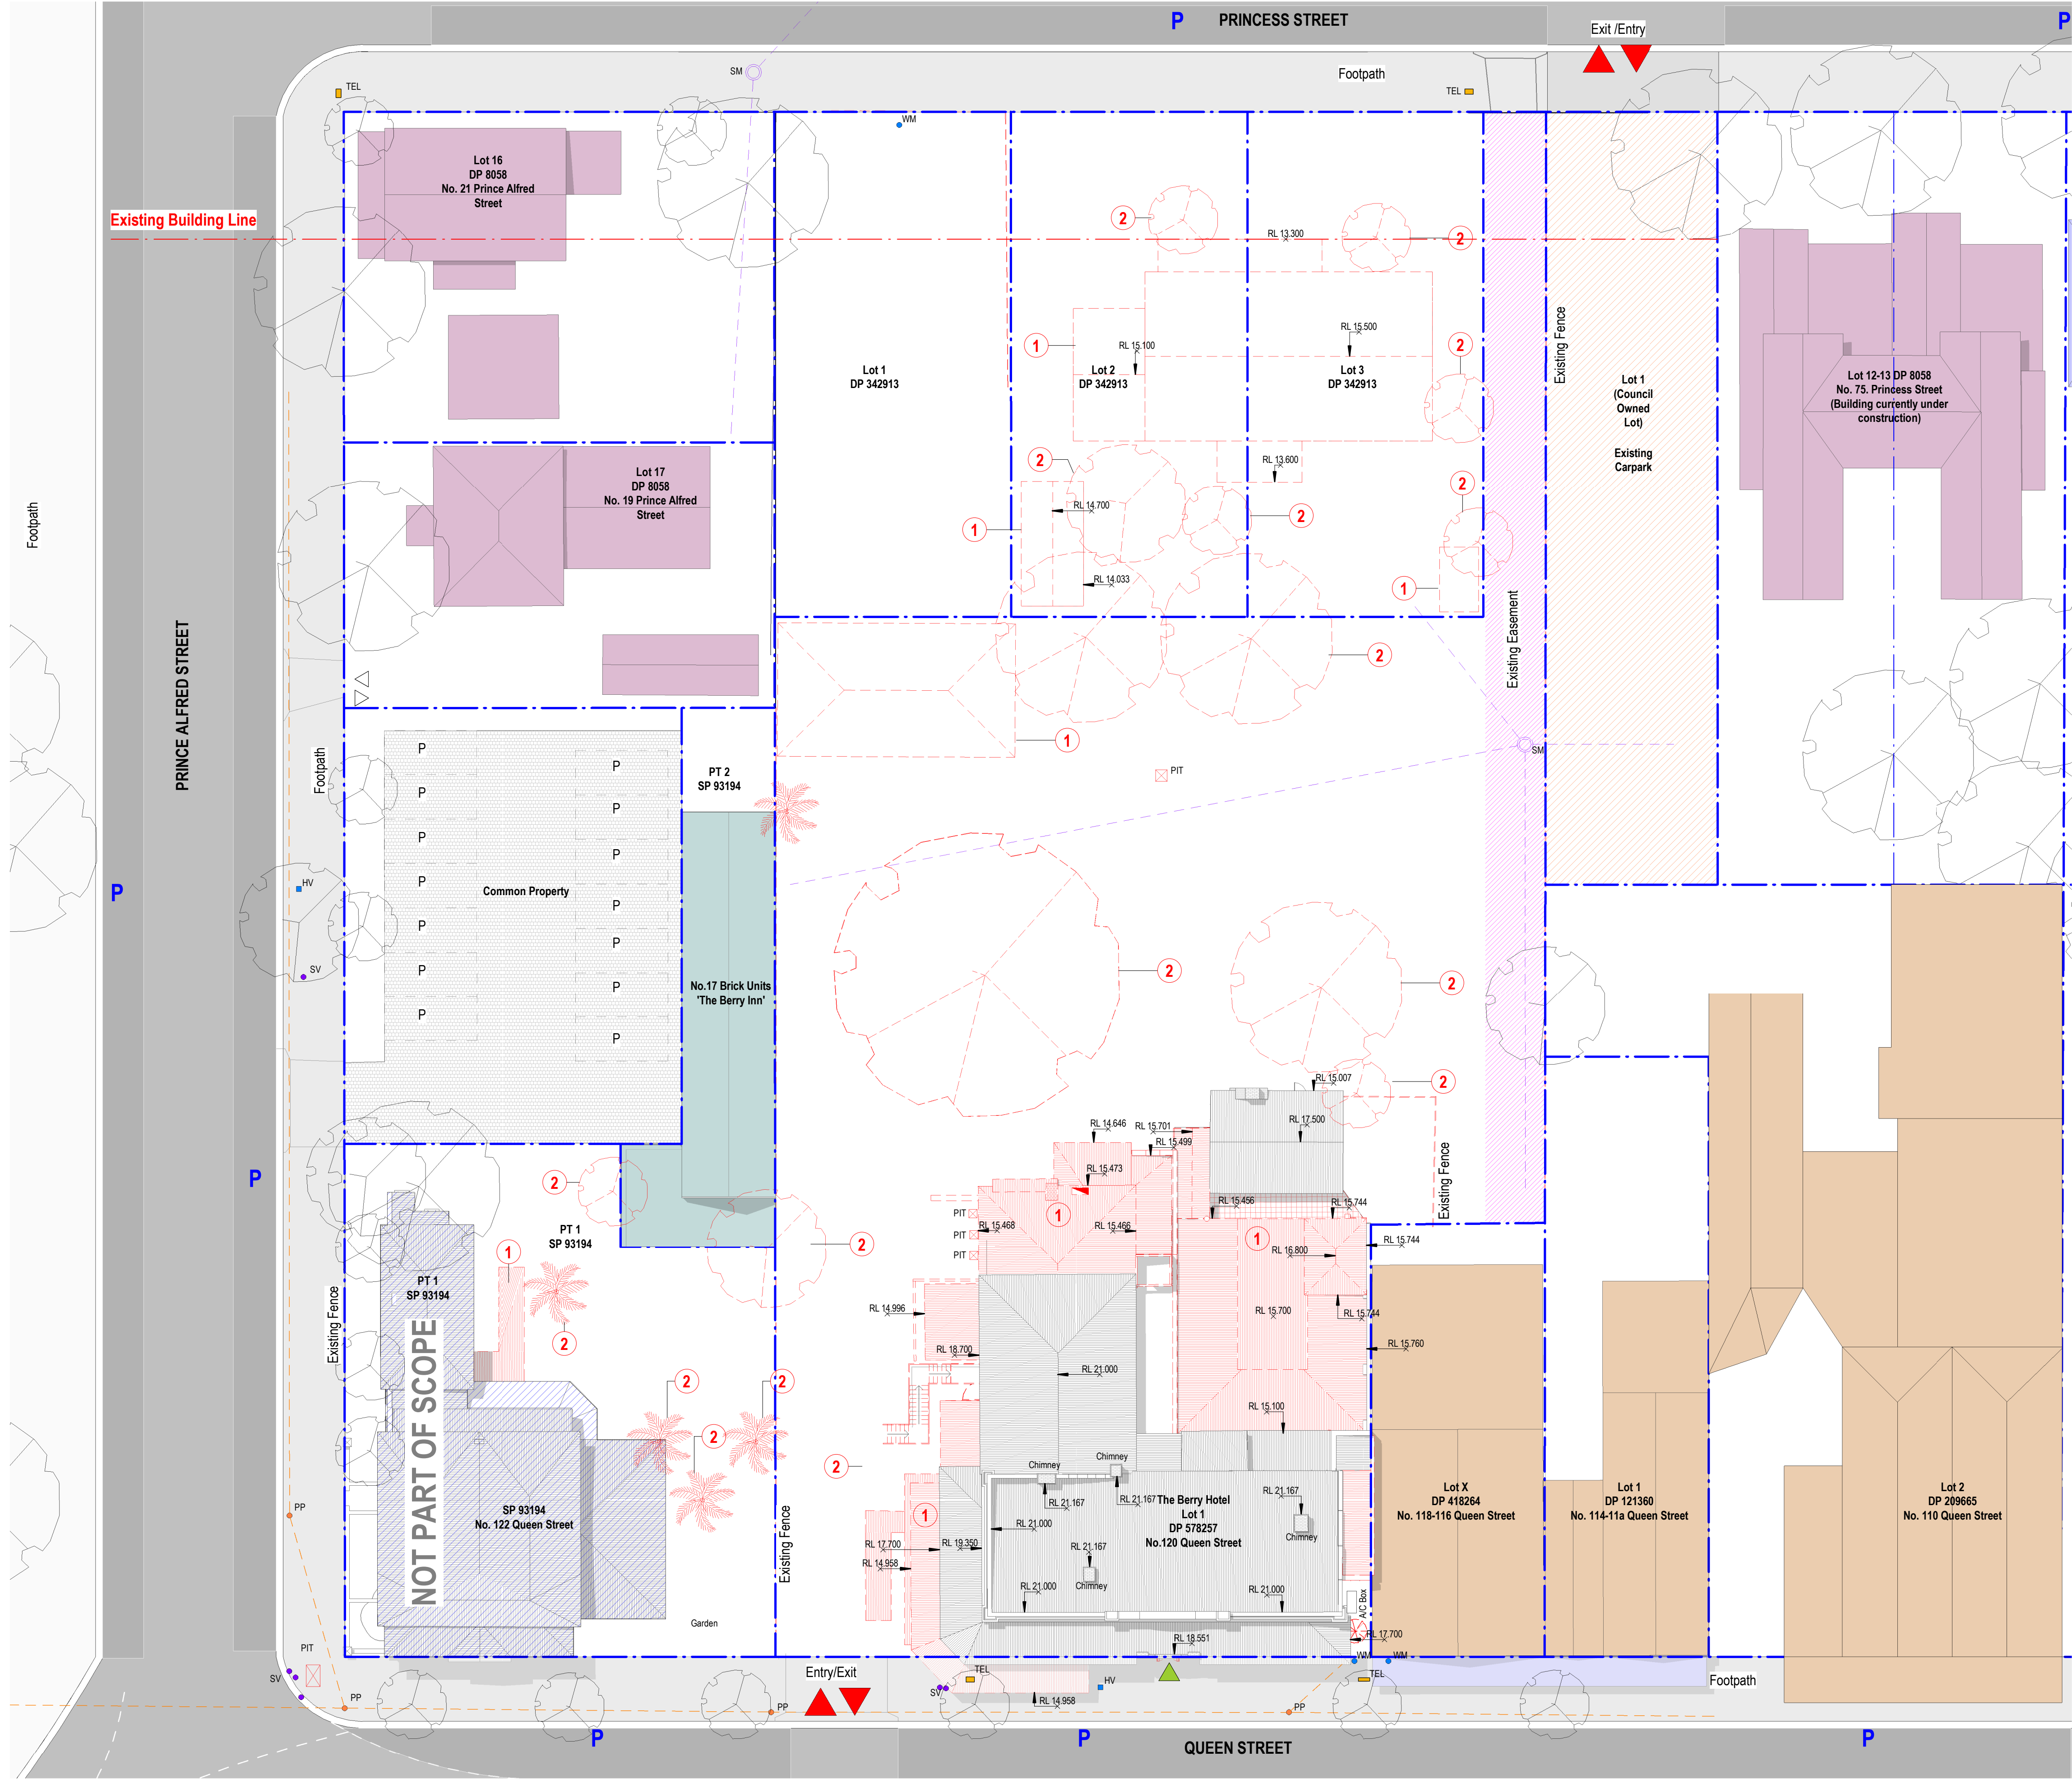 P
PRINCESS STREET
P
Exit /Entry
Footpath
SM
TEL
TEL
WM
Lot 16
DP 8058
No. 21 Prince Alfred
Street
Existing Building Line
2
RL 13.300
2
Existing Fence
RL 15.500
1
RL 15.100
2
Lot 1
DP 342913
Lot 2
DP 342913
Lot 3
DP 342913
Lot 1
(Council
Owned
Lot)
Existing
Carpark
Lot 12-13 DP 8058
No. 75. Princess Street
(Building currently under
construction)
Lot 17
DP 8058
No. 19 Prince Alfred
Street
2
RL 13.600
2
RL 14.700
2
1
RL 14.033
1
Footpath
Existing Easement
2
PRINCE ALFRED STREET
1
SM
PIT
Footpath
PT 2
SP 93194
P
P
P
P
P
P
P
P
P
P
P
P
P
P
Common Property
P
HV
SV
No.17 Brick Units
'The Berry Inn'
2
2
2
RL 15.007
RL 17.500
RL 14.646
RL 15.701
RL 15.499
RL 15.473
P
2
PT 1
SP 93194
2
PIT
PIT
PIT
RL 15.468
1
RL 15.466
RL 15.456
RL 15.744
1
RL 16.800
RL 15.744
Existing Fence
1
PT 1
SP 93194
Existing Fence
2
RL 14.996
RL 15.700
RL 15.744
RL 18.700
RL 21.000
RL 15.760
NOT PART OF SCOPE
2
2
2
2
RL 15.100
Chimney
Chimney
RL 21.167
RL 21.167
RL 21.167
Chimney
The Berry Hotel
Lot 1
DP 578257
No.120 Queen Street
Lot X
DP 418264
No. 118-116 Queen Street
Lot 1
DP 121360
No. 114-11a Queen Street
Lot 2
DP 209665
No. 110 Queen Street
PP
SP 93194
No. 122 Queen Street
Existing Fence
1
RL 21.000
RL 17.700
RL 19.350
RL 14.958
RL 21.167
Chimney
RL 21.000
RL 21.000
A/C Box
Garden
RL 17.700
RL 18.551
PIT
SV
PP
Entry/Exit
PP
SV
TEL
RL 14.958
HV
WM
WM
TEL
PP
Footpath
P
P
P
QUEEN STREET